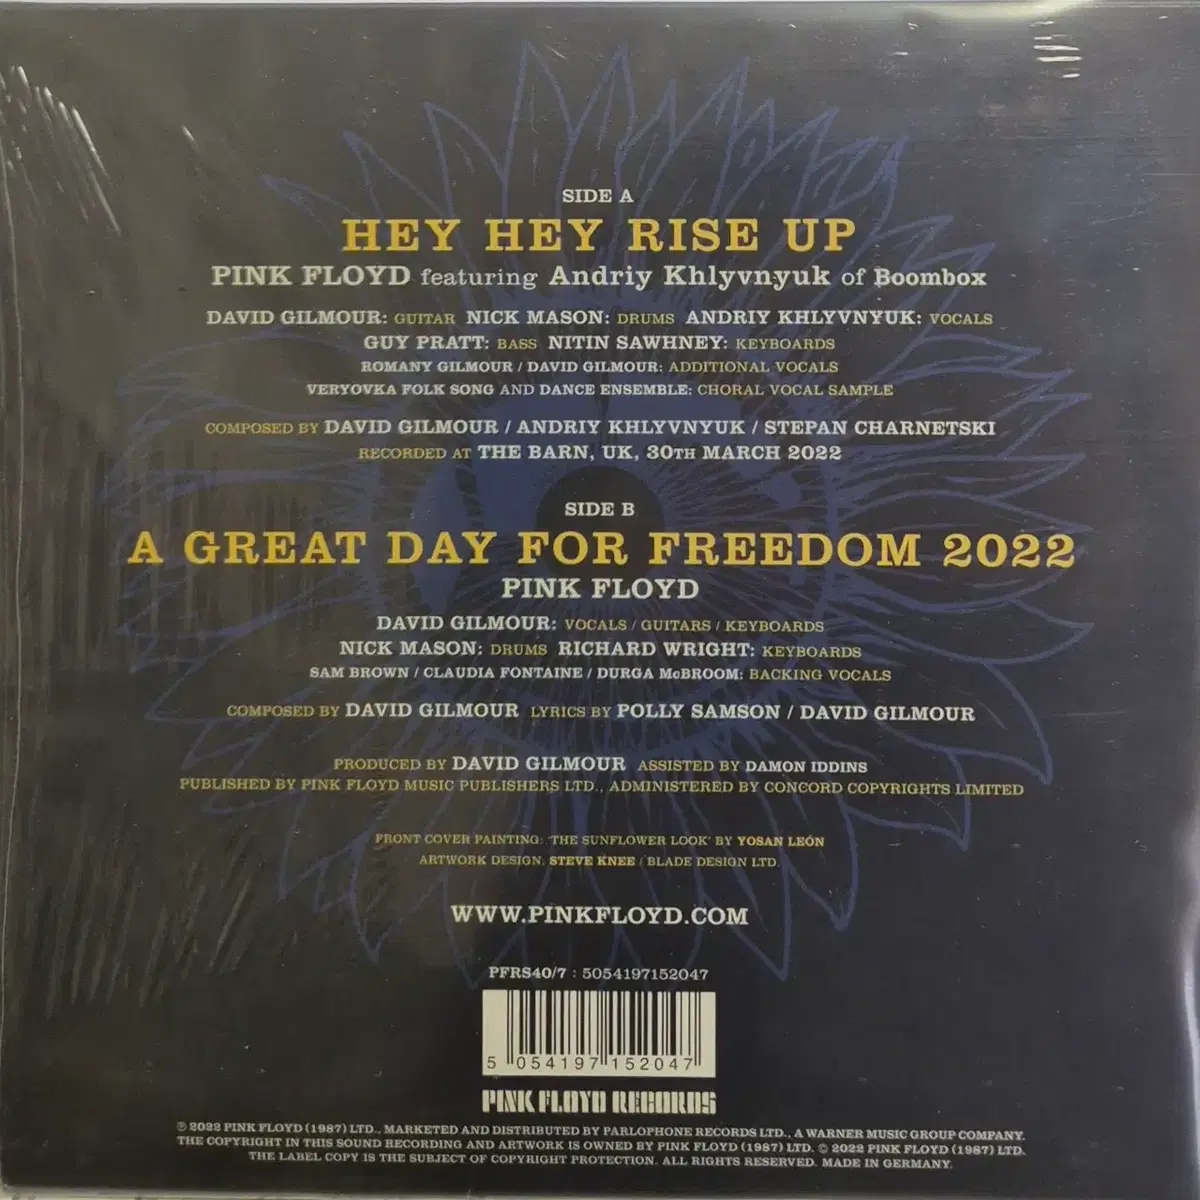 SIDE A
HEY HEY RISE UP
PINK FLOYD featuring Andriy Khlyvnyuk of Boombox
DAVID GILMOUR: GUITAR NICK MASON: DRUMS ANDRIY KHLYVNYUK: VOCALS
GUY PRATT: BASS NITIN SAWHNEY: KEYBOARDS
ROMANY GILMOUR / DAVID GILMOUR: ADDITIONAL VOCALS
VERYOVKA FOLK SONG AND DANCE ENSEMBLE: CHORAL VOCAL SAMPLE
COMPOSED BY DAVID GILMOUR / ANDRIY KHLYVNYUK / STEPAN CHARNETSKI
RECORDED AT THE BARN, UK, 30TH MARCH 2022
SIDE B
A GREAT DAY FOR FREEDOM 2022
PINK FLOYD
DAVID GILMOUR: VOCALS / GUITARS / KEYBOARDS
NICK MASON: DRUMS RICHARD WRIGHT: KEYBOARDS
SAM BROWN / CLAUDIA FONTAINE / DURGA McBROOM: BACKING VOCALS
COMPOSED BY DAVID GILMOUR LYRICS BY POLLY SAMSON / DAVID GILMOUR
PRODUCED BY DAVID GILMOUR ASSISTED BY DAMON IDDINS
PUBLISHED BY PINK FLOYD MUSIC PUBLISHERS LTD., ADMINISTERED BY CONCORD COPYRIGHTS LIMITED
FRONT COVER PAINTING: 'THE SUNFLOWER LOOK' BY YOSAN LEÓN
ARTWORK DESIGN: STEVE KNEE / BLADE DESIGN LTD.
WWW.PINKFLOYD.COM
PFRS40/7 : 5054197152047
5 054197 152047
PINK FLOYD RECORDS
℗ 2022 PINK FLOYD (1987) LTD., MARKETED AND DISTRIBUTED BY PARLOPHONE RECORDS LTD., A WARNER MUSIC GROUP COMPANY.
THE COPYRIGHT IN THIS SOUND RECORDING AND ARTWORK IS OWNED BY PINK FLOYD (1987) LTD. © 2022 PINK FLOYD (1987) LTD.
THE LABEL COPY IS THE SUBJECT OF COPYRIGHT PROTECTION. ALL RIGHTS RESERVED. MADE IN GERMANY.